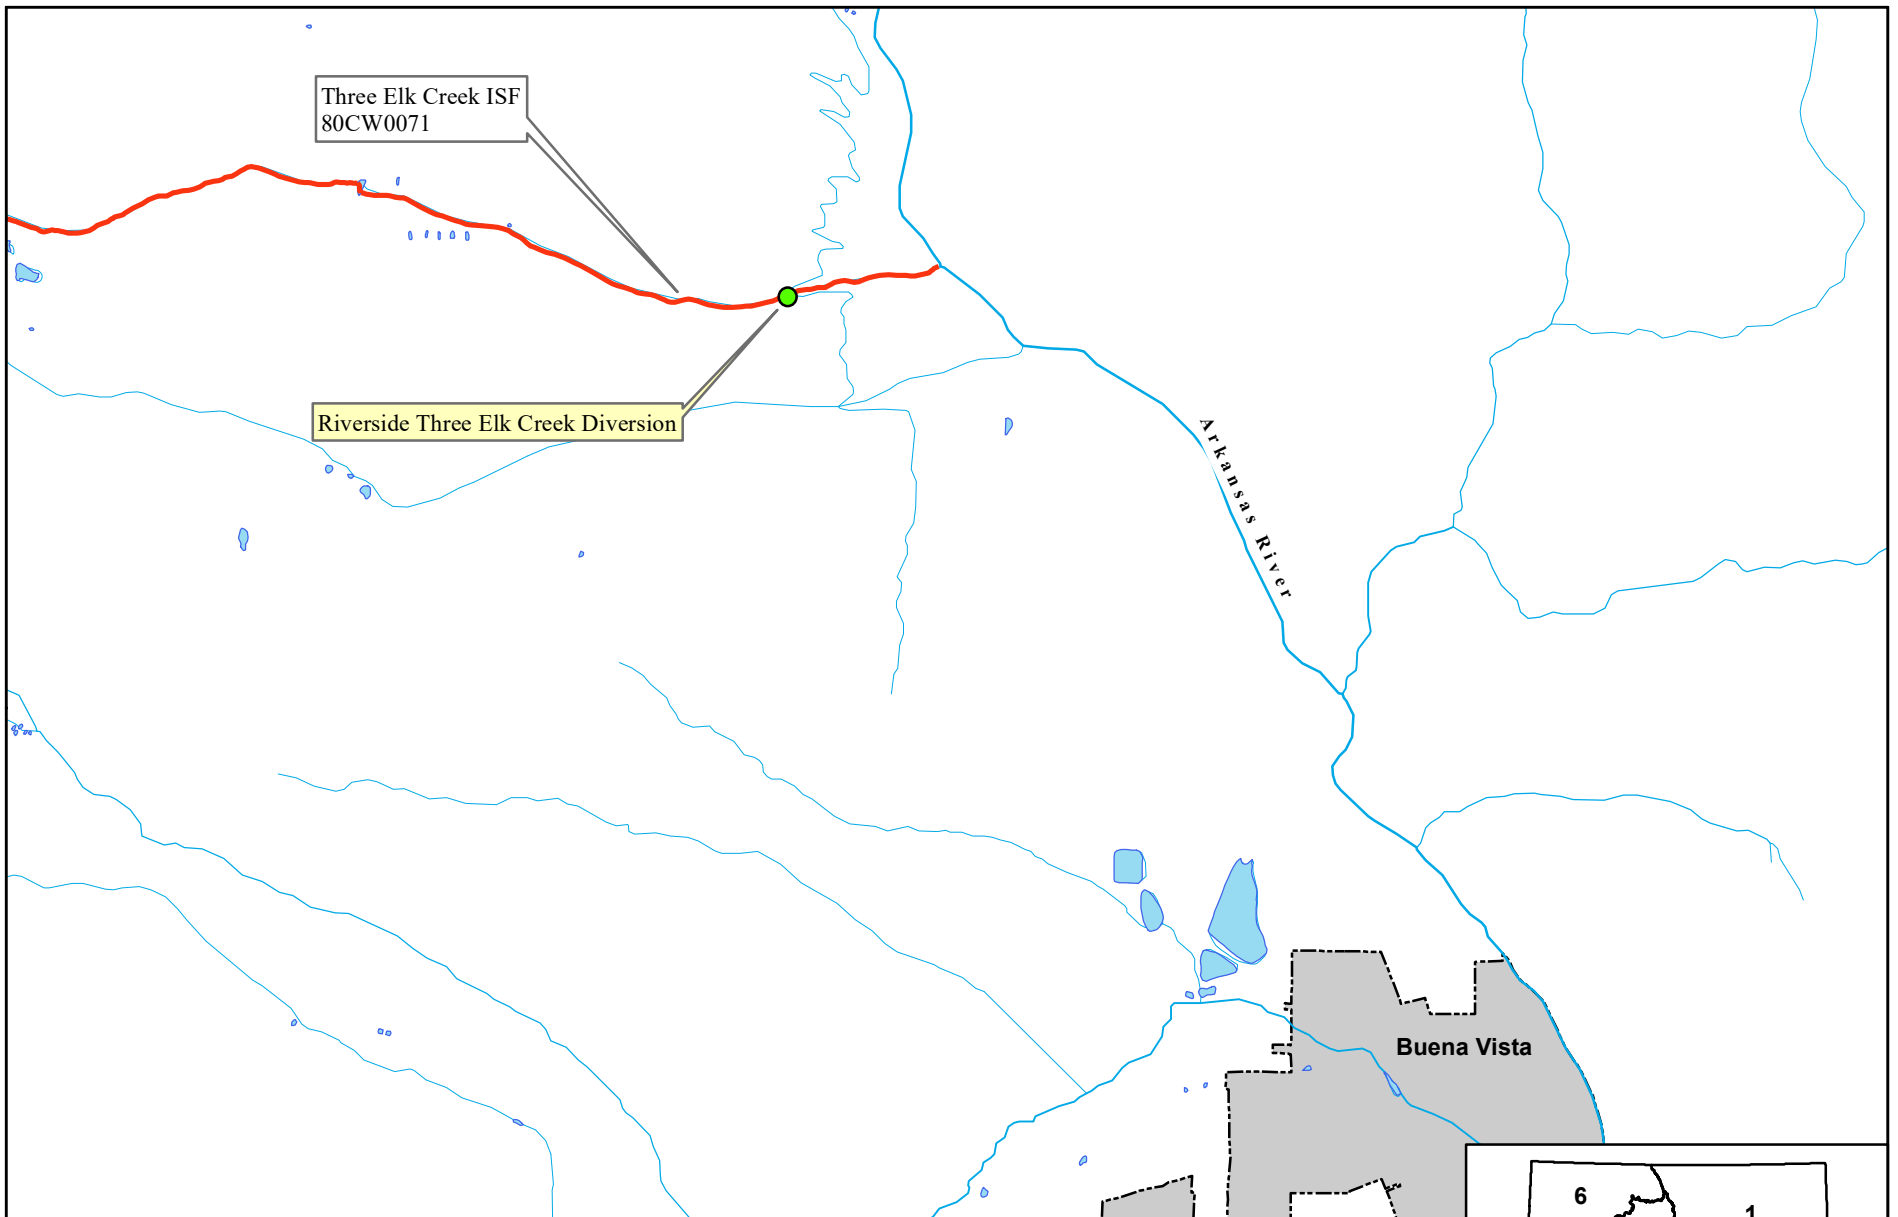 Three Elk Creek ISF
80CW0071
Riverside Three Elk Creek Diversion
Arkansas River
Buena Vista
6
1